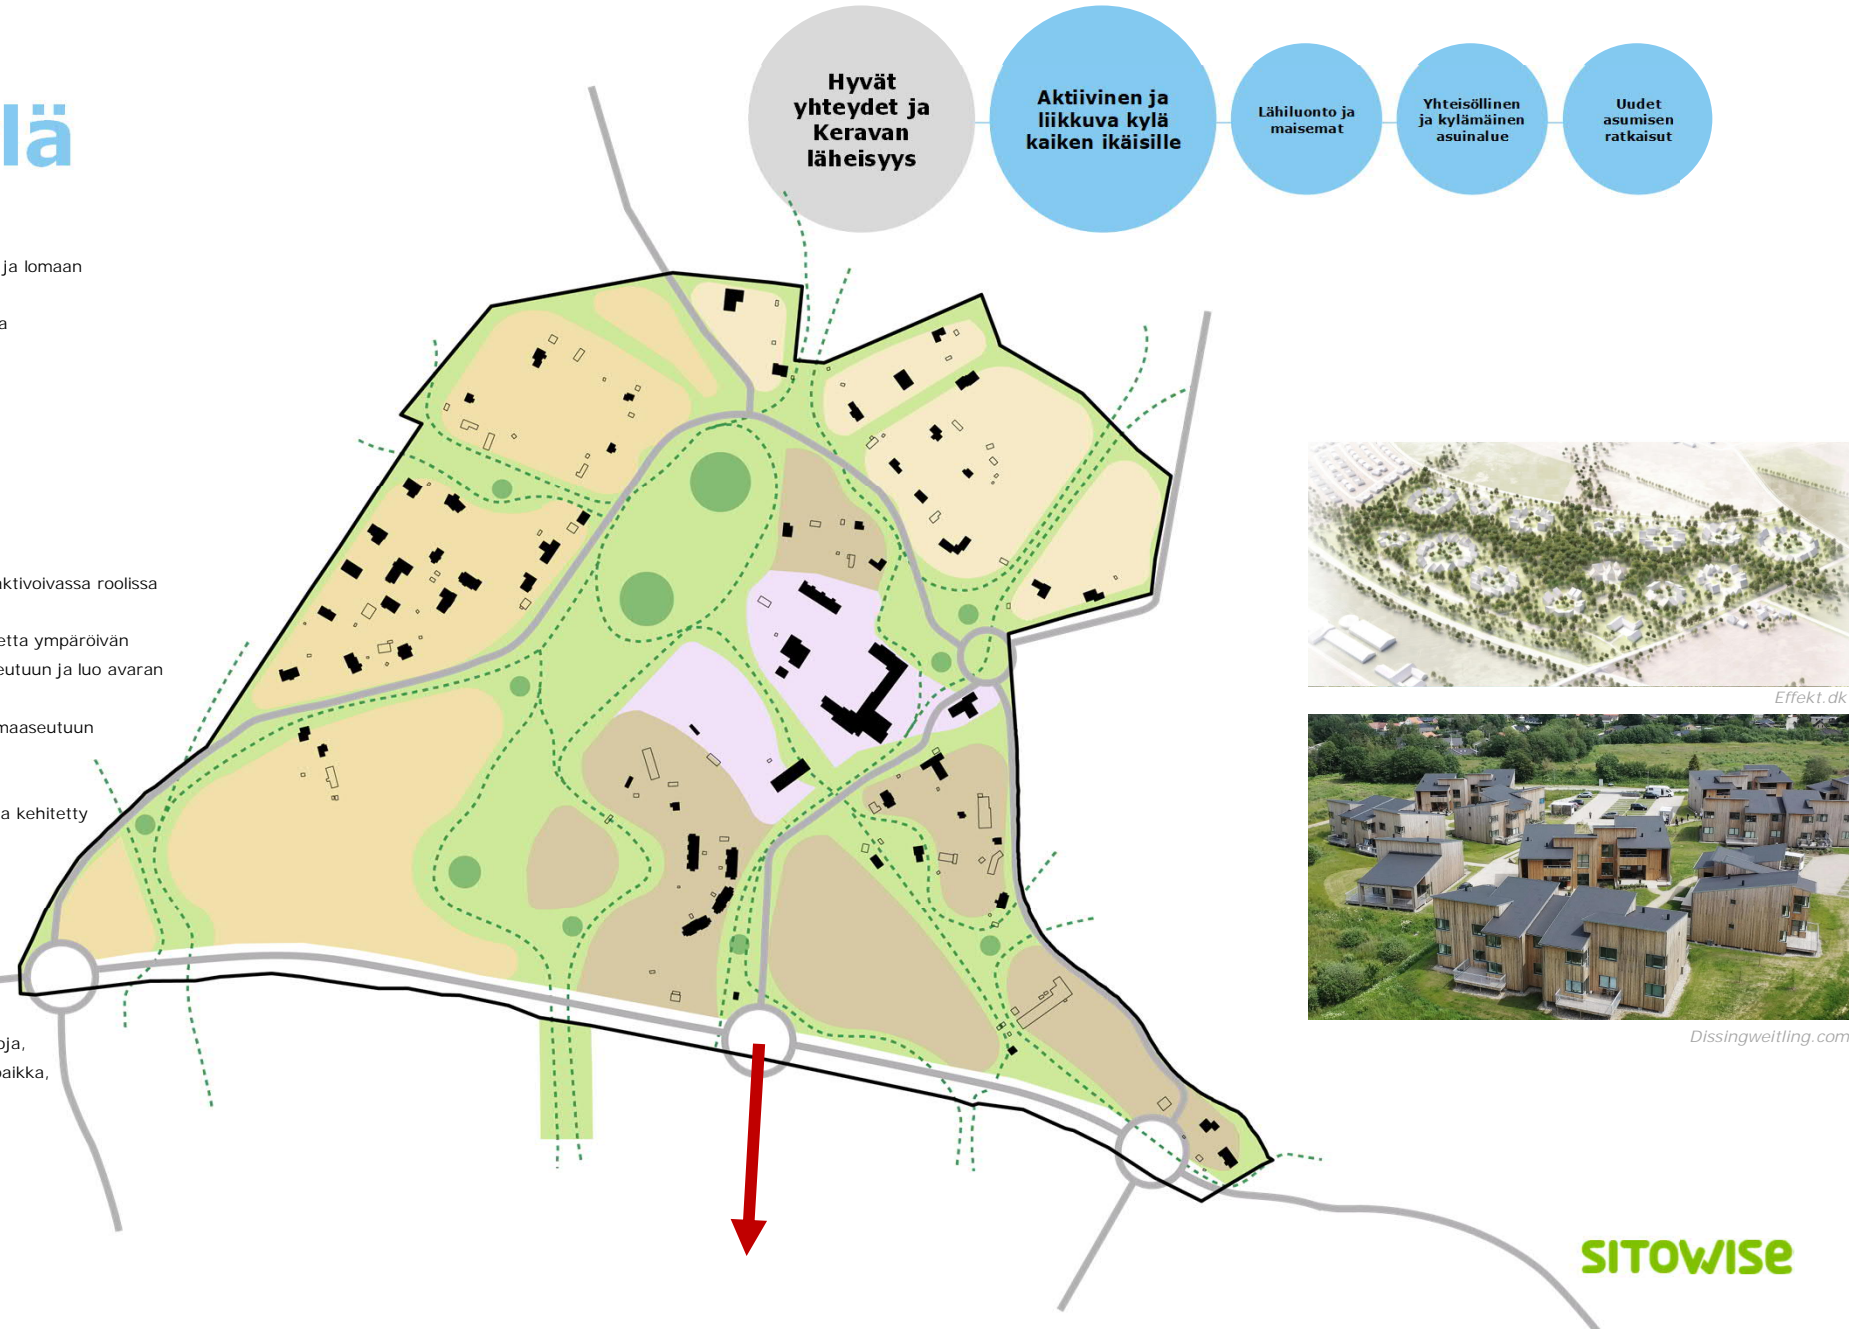 Hyvät
yhteydet ja
Keravan
läheisyys
Aktiivinen ja
liikkuva kylä
kaiken ikäisille
Lähiluonto ja
maisemat
Yhteisöllinen
ja kylämäinen
asuinalue
Uudet
asumisen
ratkaisut
lä
ja lomaan
a
aktivoivassa roolissa
etta ympäröivän
eutuun ja luo avaran
maaseutuun
a kehitetty
oja,
paikka,
Effekt.dk
Dissingweitling.com
SITOWISE